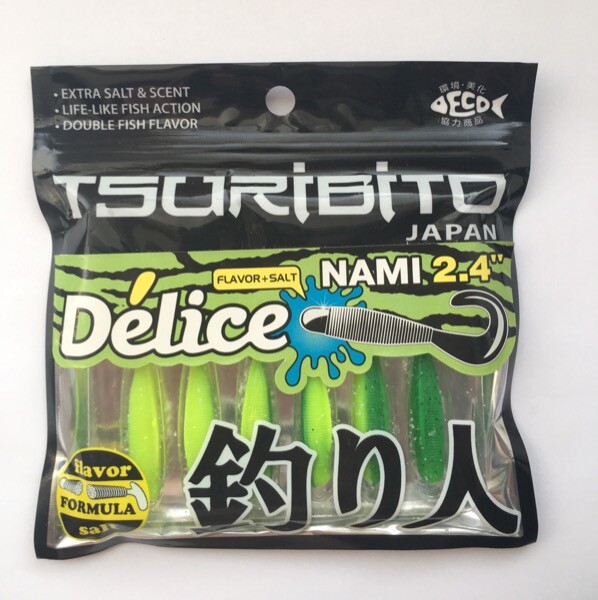 • EXTRA SALT & SCENT
• LIFE-LIKE FISH ACTION
• DOUBLE FISH FLAVOR
環境・美化
ECO
協力商品
TSURIBITO
JAPAN
FLAVOR+SALT
NAMI 2.4"
Délice
flavor
FORMULA
salt
釣り人